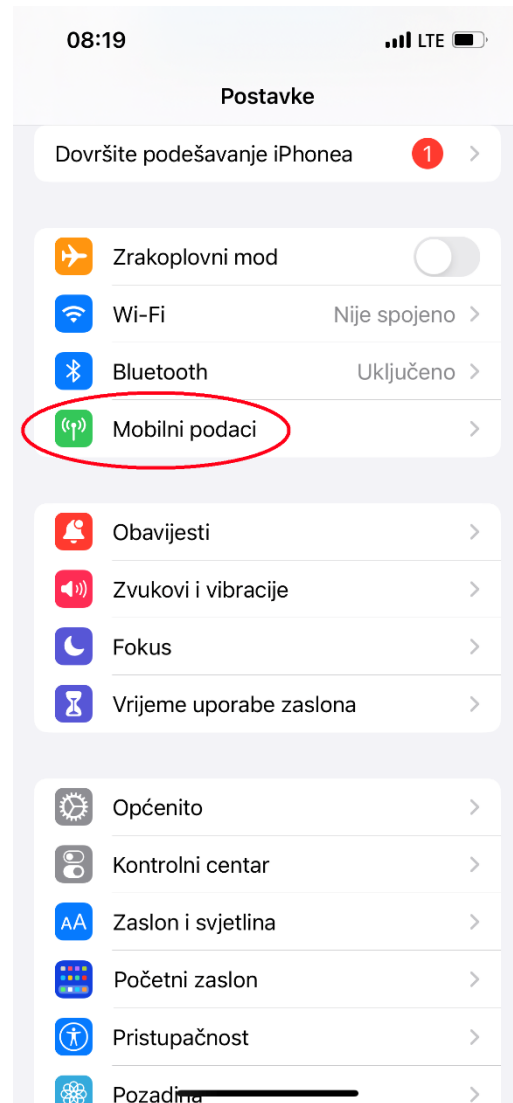 08:19 LTE
Postavke
Dovršite podešavanje iPhonea 1
Zrakoplovni mod
Wi-Fi Nije spojeno
Bluetooth Uključeno
Mobilni podaci
Obavijesti
Zvukovi i vibracije
Fokus
Vrijeme uporabe zaslona
Općenito
Kontrolni centar
AA Zaslon i svjetlina
Početni zaslon
Pristupačnost
Pozadina